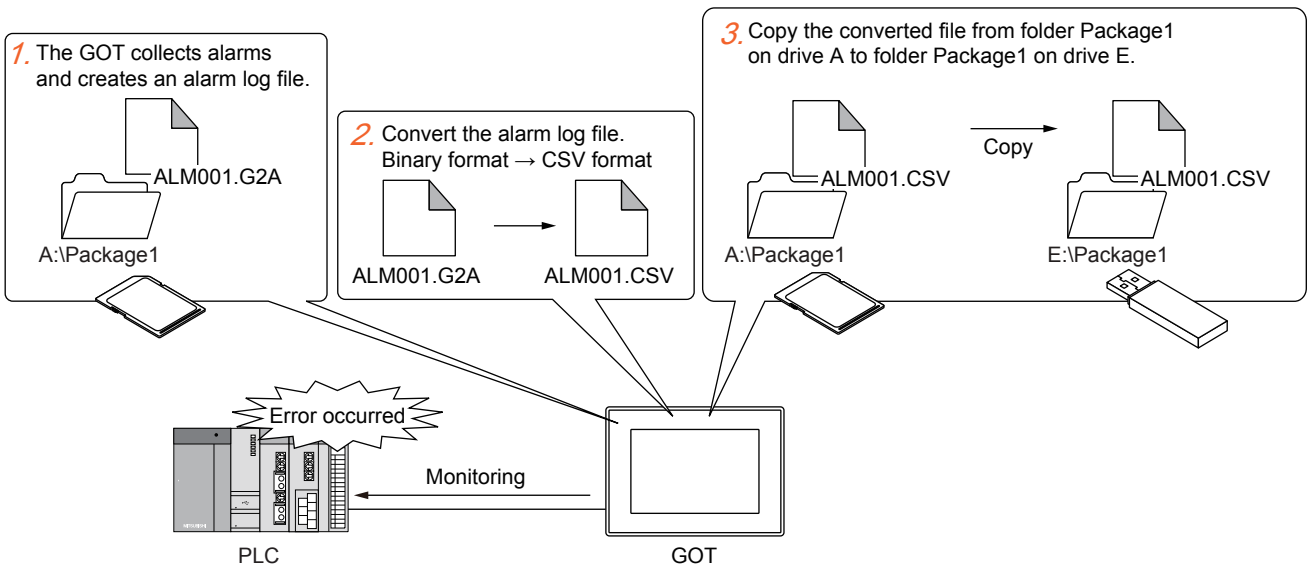 1. The GOT collects alarms
and creates an alarm log file.
ALM001.G2A
A:\Package1
2. Convert the alarm log file.
Binary format → CSV format
ALM001.G2A
ALM001.CSV
3. Copy the converted file from folder Package1
on drive A to folder Package1 on drive E.
ALM001.CSV
Copy
ALM001.CSV
A:\Package1
E:\Package1
Error occurred
MITSUBISHI
Monitoring
PLC
GOT